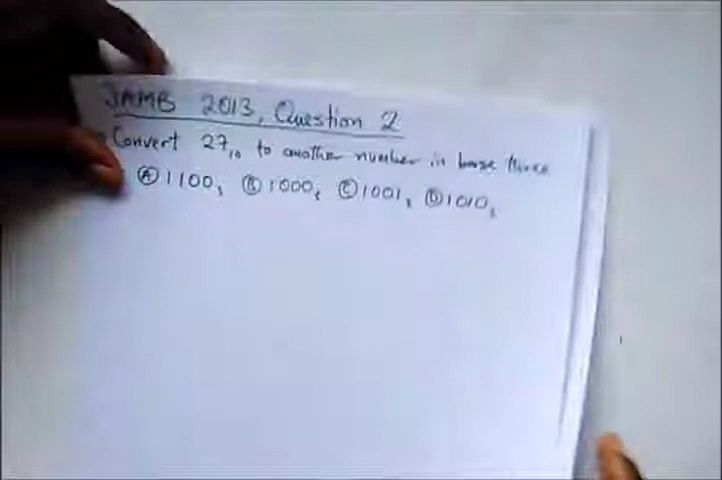 JAMB 2013, Question 2
Convert 27₁₀ to another number in base three
Ⓐ 1100₃ Ⓑ 1000₃ Ⓒ 1001₃ Ⓓ 1010₃